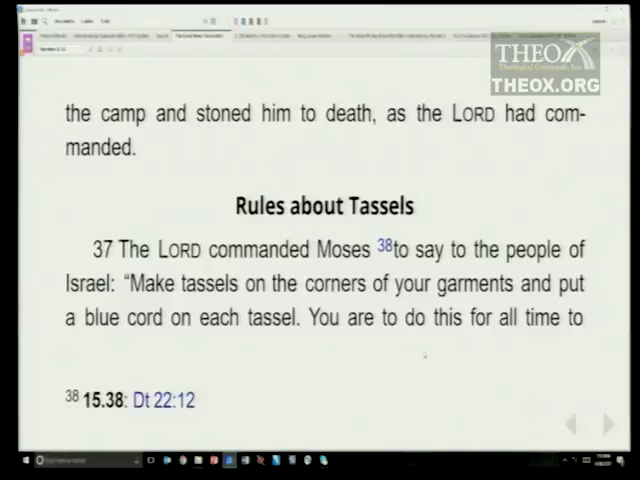 THEOX
THEOX.ORG
the camp and stoned him to death, as the LORD had com-
manded.
Rules about Tassels
37 The LORD commanded Moses 38to say to the people of
Israel: “Make tassels on the corners of your garments and put
a blue cord on each tassel. You are to do this for all time to
38 15.38: Dt 22:12